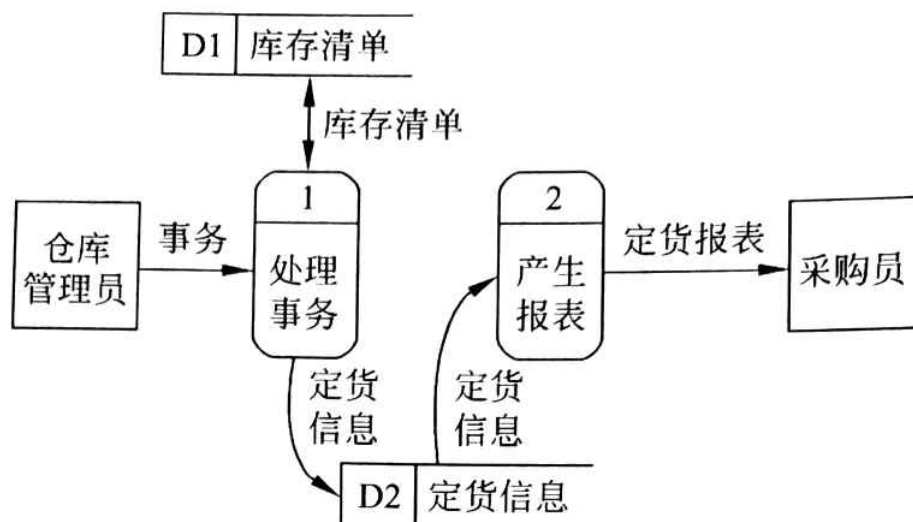 D1 库存清单
库存清单
1
2
仓库
管理员
事务
处理
事务
产生
报表
定货报表
采购员
定货
信息
定货
信息
D2 定货信息